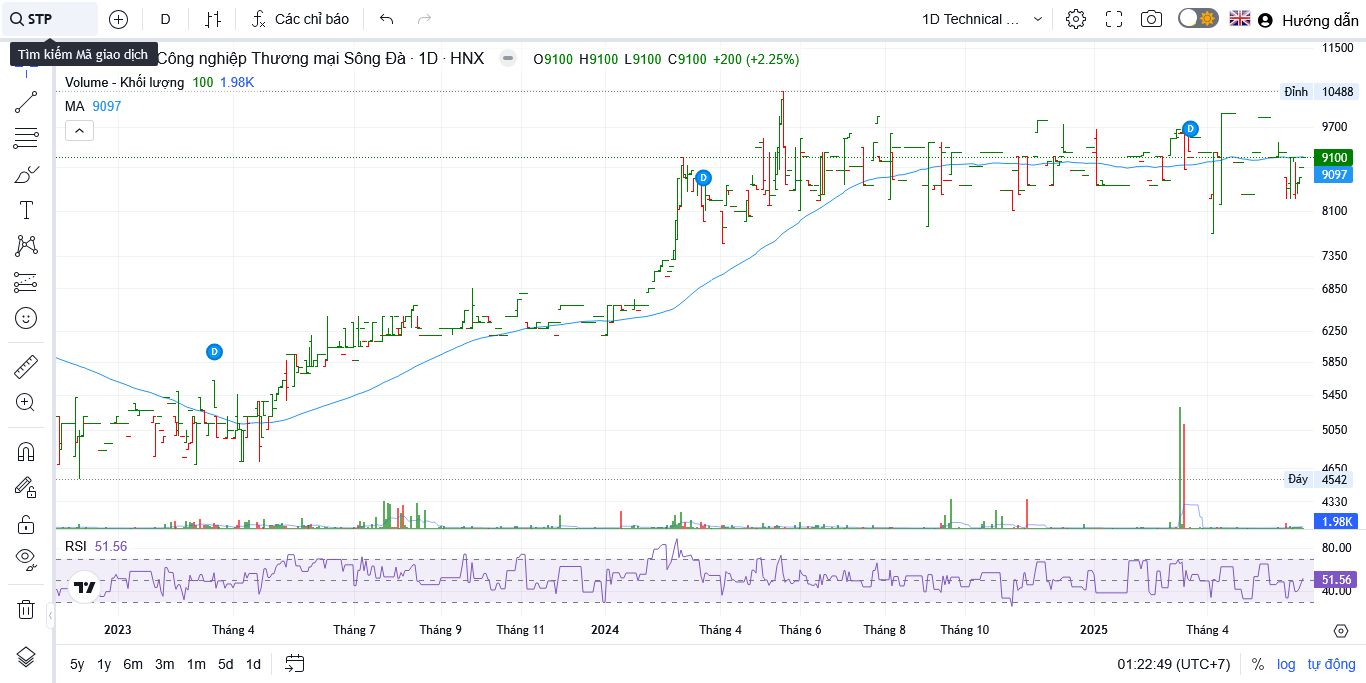 STP
D
Các chỉ báo
1D Technical ...
Hướng dẫn
Tìm kiếm Mã giao dịch
Công nghiệp Thương mại Sông Đà · 1D · HNX
O9100 H9100 L9100 C9100 +200 (+2.25%)
Volume - Khối lượng 100 1.98K
MA 9097
11500
Đỉnh 10488
9700
9100
9097
8100
7350
6850
6250
5850
5450
5050
4650
Đáy 4542
4330
1.98K
D
D
D
RSI 51.56
80.00
51.56
40.00
2023 Tháng 4 Tháng 7 Tháng 9 Tháng 11 2024 Tháng 4 Tháng 6 Tháng 8 Tháng 10 2025 Tháng 4
5y 1y 6m 3m 1m 5d 1d
01:22:49 (UTC+7) % log tự động